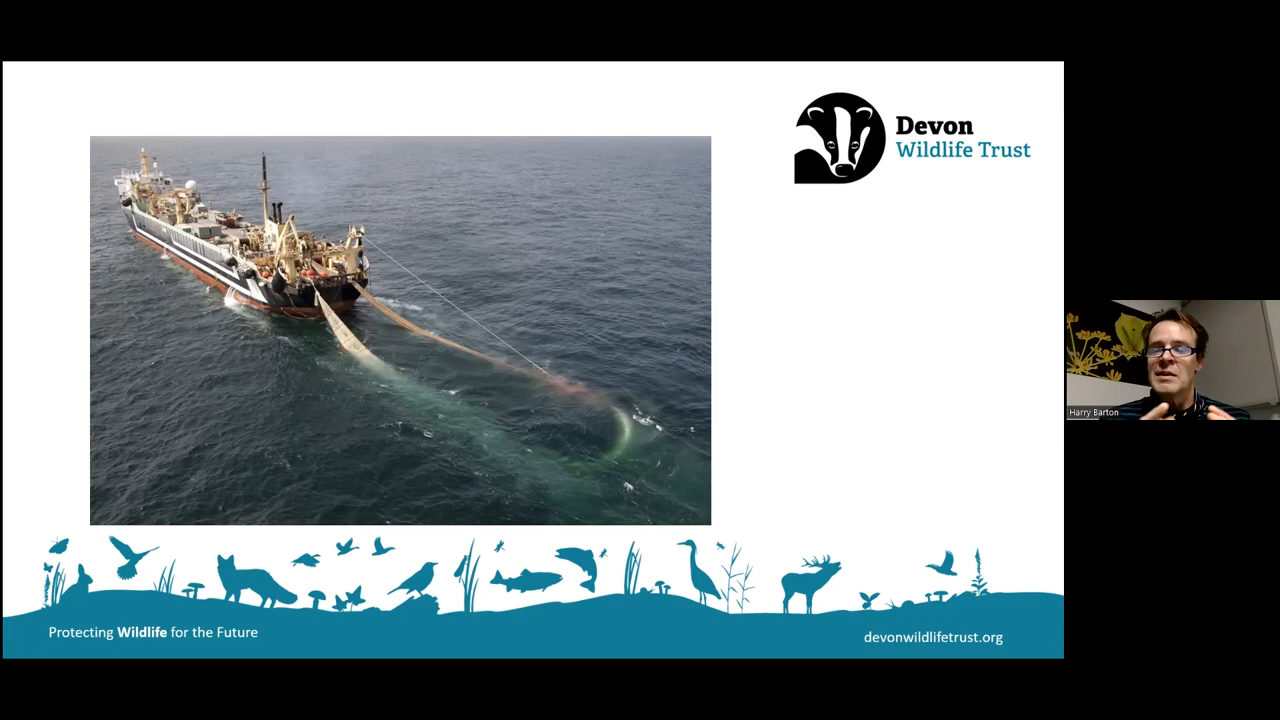 Devon
Wildlife Trust
Harry Barton
Protecting Wildlife for the Future
devonwildlifetrust.org